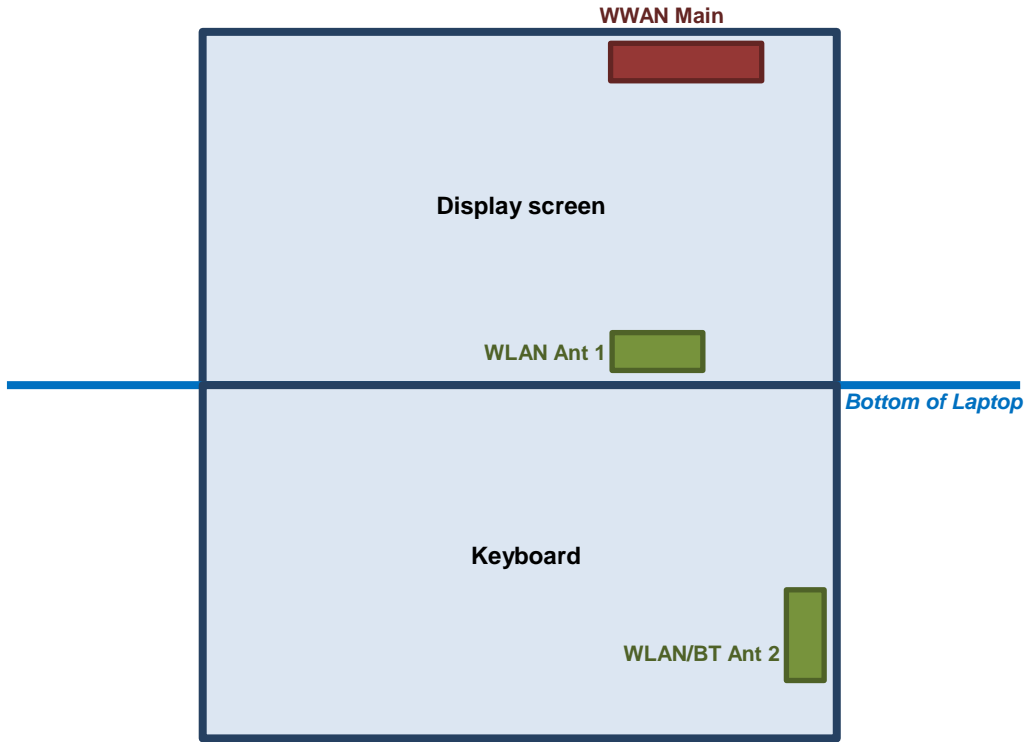 WWAN Main
Display screen
WLAN Ant 1
Bottom of Laptop
Keyboard
WLAN/BT Ant 2